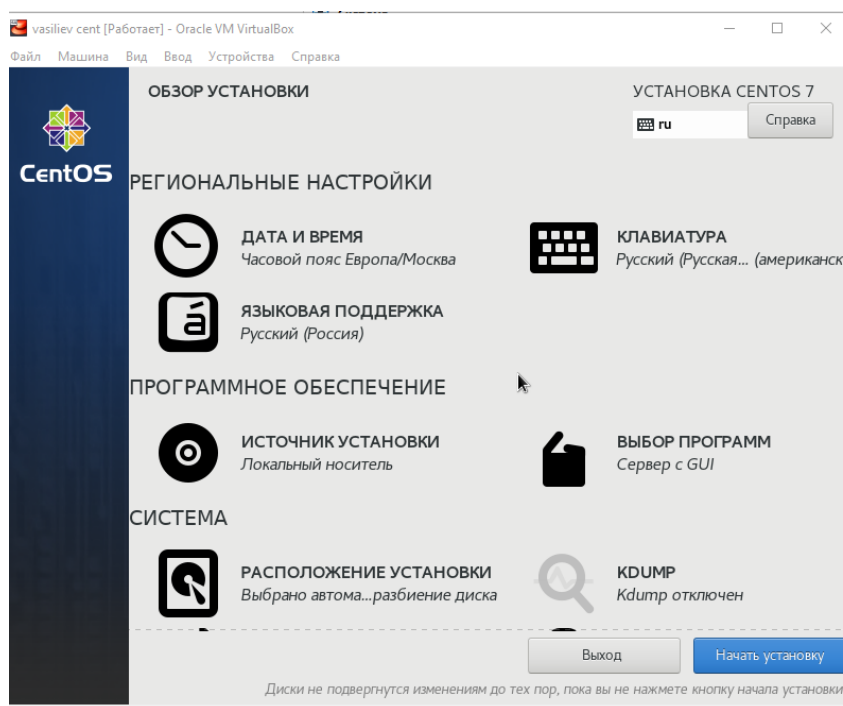 vasiliev cent [Работает] - Oracle VM VirtualBox
Файл Машина Вид Ввод Устройства Справка
ОБЗОР УСТАНОВКИ
УСТАНОВКА CENTOS 7
ru
Справка
CentOS
РЕГИОНАЛЬНЫЕ НАСТРОЙКИ
ДАТА И ВРЕМЯ
Часовой пояс Европа/Москва
КЛАВИАТУРА
Русский (Русская... (американск
á
ЯЗЫКОВАЯ ПОДДЕРЖКА
Русский (Россия)
ПРОГРАММНОЕ ОБЕСПЕЧЕНИЕ
ИСТОЧНИК УСТАНОВКИ
Локальный носитель
ВЫБОР ПРОГРАММ
Сервер с GUI
СИСТЕМА
РАСПОЛОЖЕНИЕ УСТАНОВКИ
Выбрано автома...разбиение диска
KDUMP
Kdump отключен
Выход
Начать установку
Диски не подвергнутся изменениям до тех пор, пока вы не нажмете кнопку начала установки